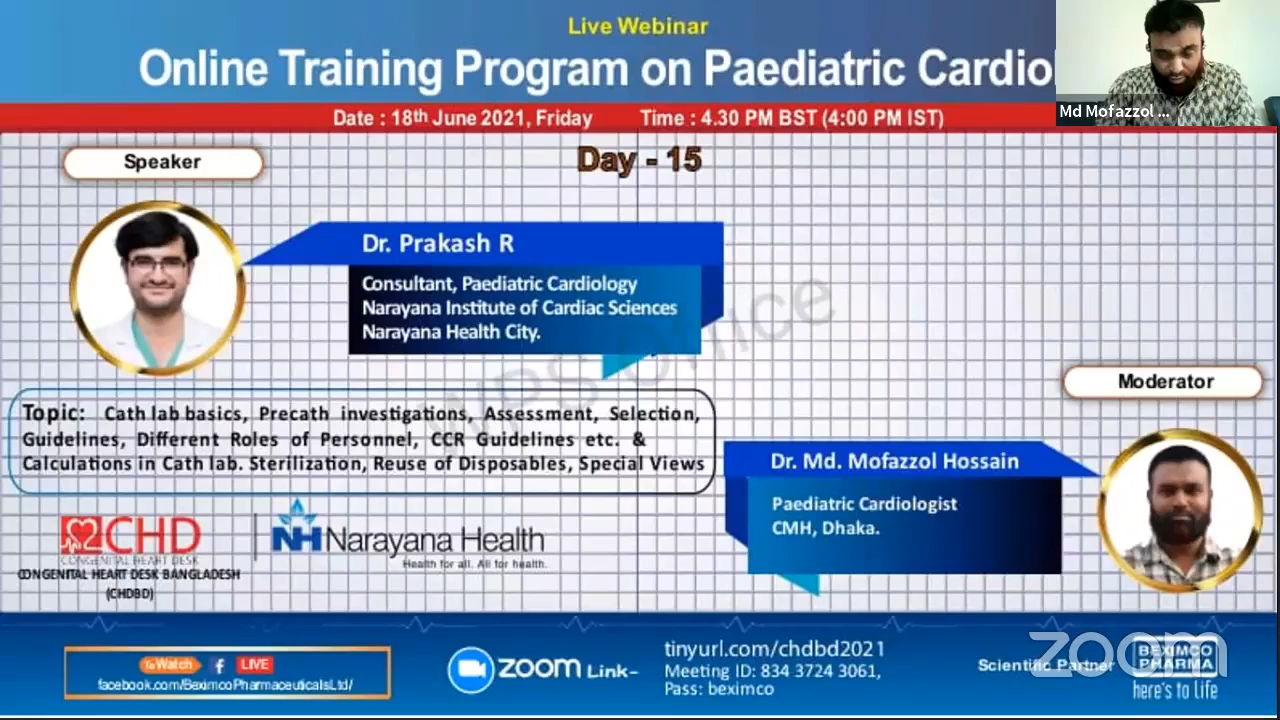 Live Webinar
Online Training Program on Paediatric Cardio
Md Mofazzol ...
Date : 18th June 2021, Friday Time : 4.30 PM BST (4:00 PM IST)
Day - 15
Speaker
Dr. Prakash R
Consultant, Paediatric Cardiology
Narayana Institute of Cardiac Sciences
Narayana Health City.
WPS Office
Moderator
Topic: Cath lab basics, Precath investigations, Assessment, Selection,
Guidelines, Different Roles of Personnel, CCR Guidelines etc. &
Calculations in Cath lab. Sterilization, Reuse of Disposables, Special Views
Dr. Md. Mofazzol Hossain
Paediatric Cardiologist
CMH, Dhaka.
CHD
CONGENITAL HEART DESK
CONGENITAL HEART DESK BANGLADESH
(CHDBD)
NH Narayana Health
Health for all. All for health.
To Watch f LIVE
facebook.com/BeximcoPharmaceuticalsLtd/
zoom Link-
tinyurl.com/chdbd2021
Meeting ID: 834 3724 3061,
Pass: beximco
Scientific Partner
zoom
BEXIMCO
PHARMA
here's to life